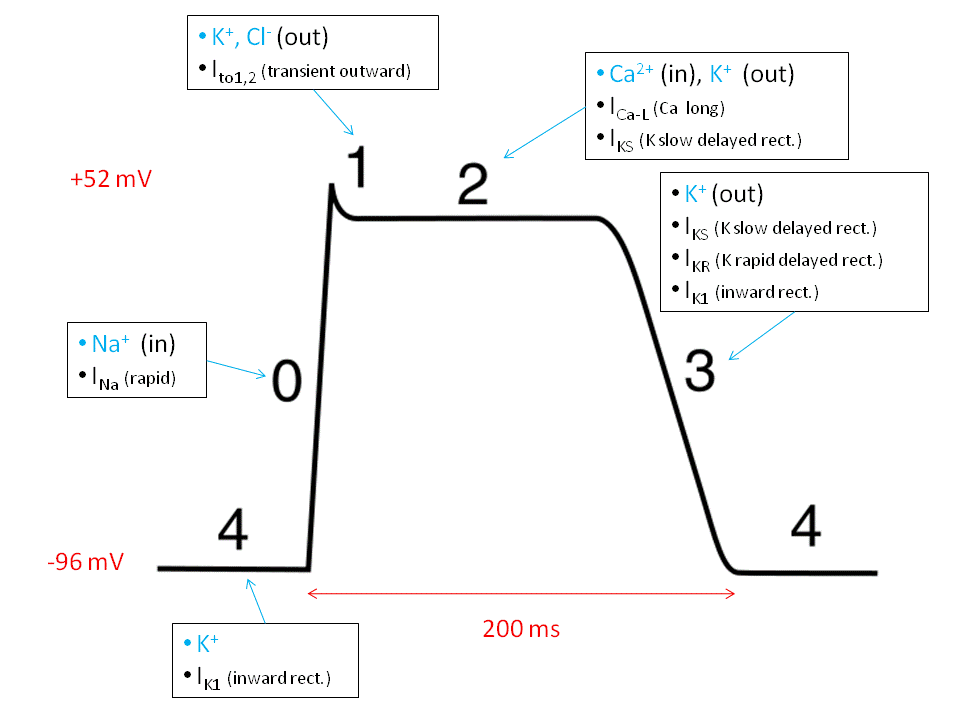 • K⁺, Cl⁻ (out)
• Ito1,2 (transient outward)
• Ca²⁺ (in), K⁺ (out)
• ICa-L (Ca long)
• IKS (K slow delayed rect.)
+52 mV
1
2
• K⁺ (out)
• IKS (K slow delayed rect.)
• IKR (K rapid delayed rect.)
• IK1 (inward rect.)
• Na⁺ (in)
• INa (rapid)
0
3
4
4
-96 mV
200 ms
• K⁺
• IK1 (inward rect.)